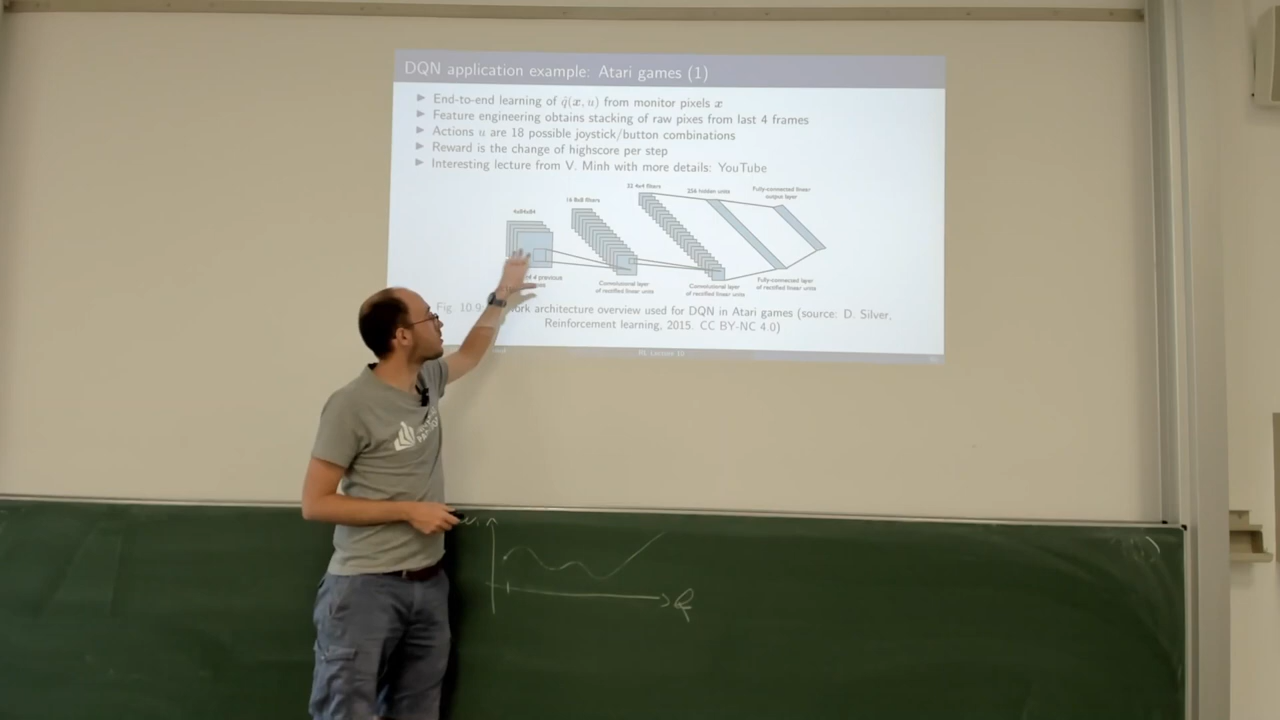 DQN application example: Atari games (1)
End-to-end learning of q̂(x, u) from monitor pixels x
Feature engineering obtains stacking of raw pixes from last 4 frames
Actions u are 18 possible joystick/button combinations
Reward is the change of highscore per step
Interesting lecture from V. Minh with more details: YouTube
32 4x4 filters
256 hidden units
Fully-connected linear
output layer
16 8x8 filters
4x84x84
4 previous
Convolutional layer
of rectified linear units
Convolutional layer
of rectified linear units
Fully-connected layer
of rectified linear units
Fig. 10.9: architecture overview used for DQN in Atari games (source: D. Silver,
Reinforcement learning, 2015. CC BY-NC 4.0)
RL Lecture 10